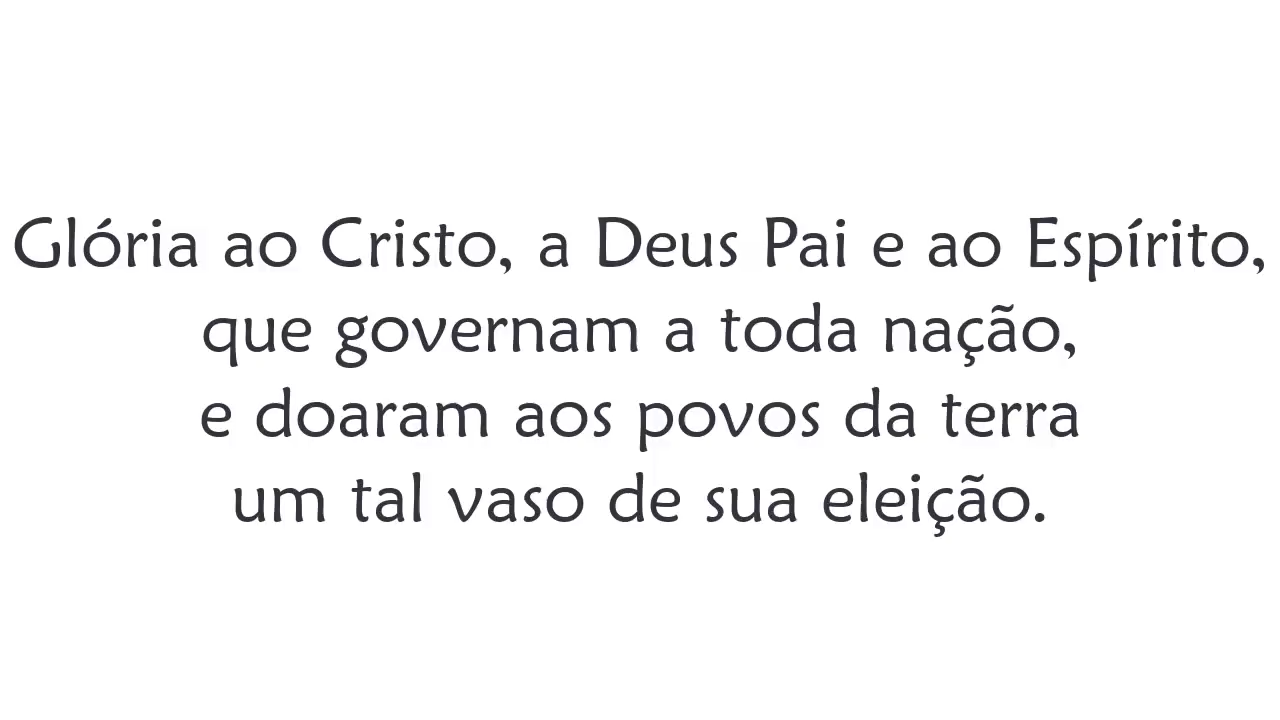 Glória ao Cristo, a Deus Pai e ao Espírito,
que governam a toda nação,
e doaram aos povos da terra
um tal vaso de sua eleição.